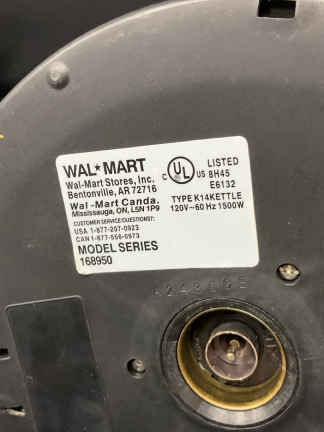 WAL★MART
Wal-Mart Stores, Inc.
Bentonville, AR 72716
Wal-Mart Canda.
Mississauga, ON, L5N 1P9
CUSTOMER SERVICE/QUESTIONS?:
USA 1-877-207-0923
CAN 1-877-556-0973
MODEL SERIES
168950
C UL US
LISTED
8H45
E6132
TYPE K14KETTLE
120V~60Hz 1500W